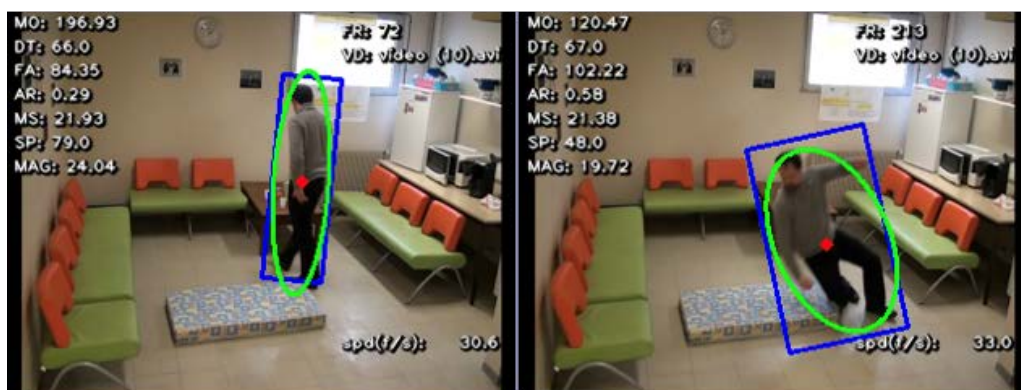 MO: 196.93
DT: 66.0
FA: 84.35
AR: 0.29
MS: 21.93
SP: 79.0
MAG: 24.04
FR: 72
VD: video (10).avi
spd(f/s): 30.6
MO: 120.47
DT: 67.0
FA: 102.22
AR: 0.58
MS: 21.38
SP: 48.0
MAG: 19.72
FR: 213
VD: video (10).avi
spd(f/s): 33.0